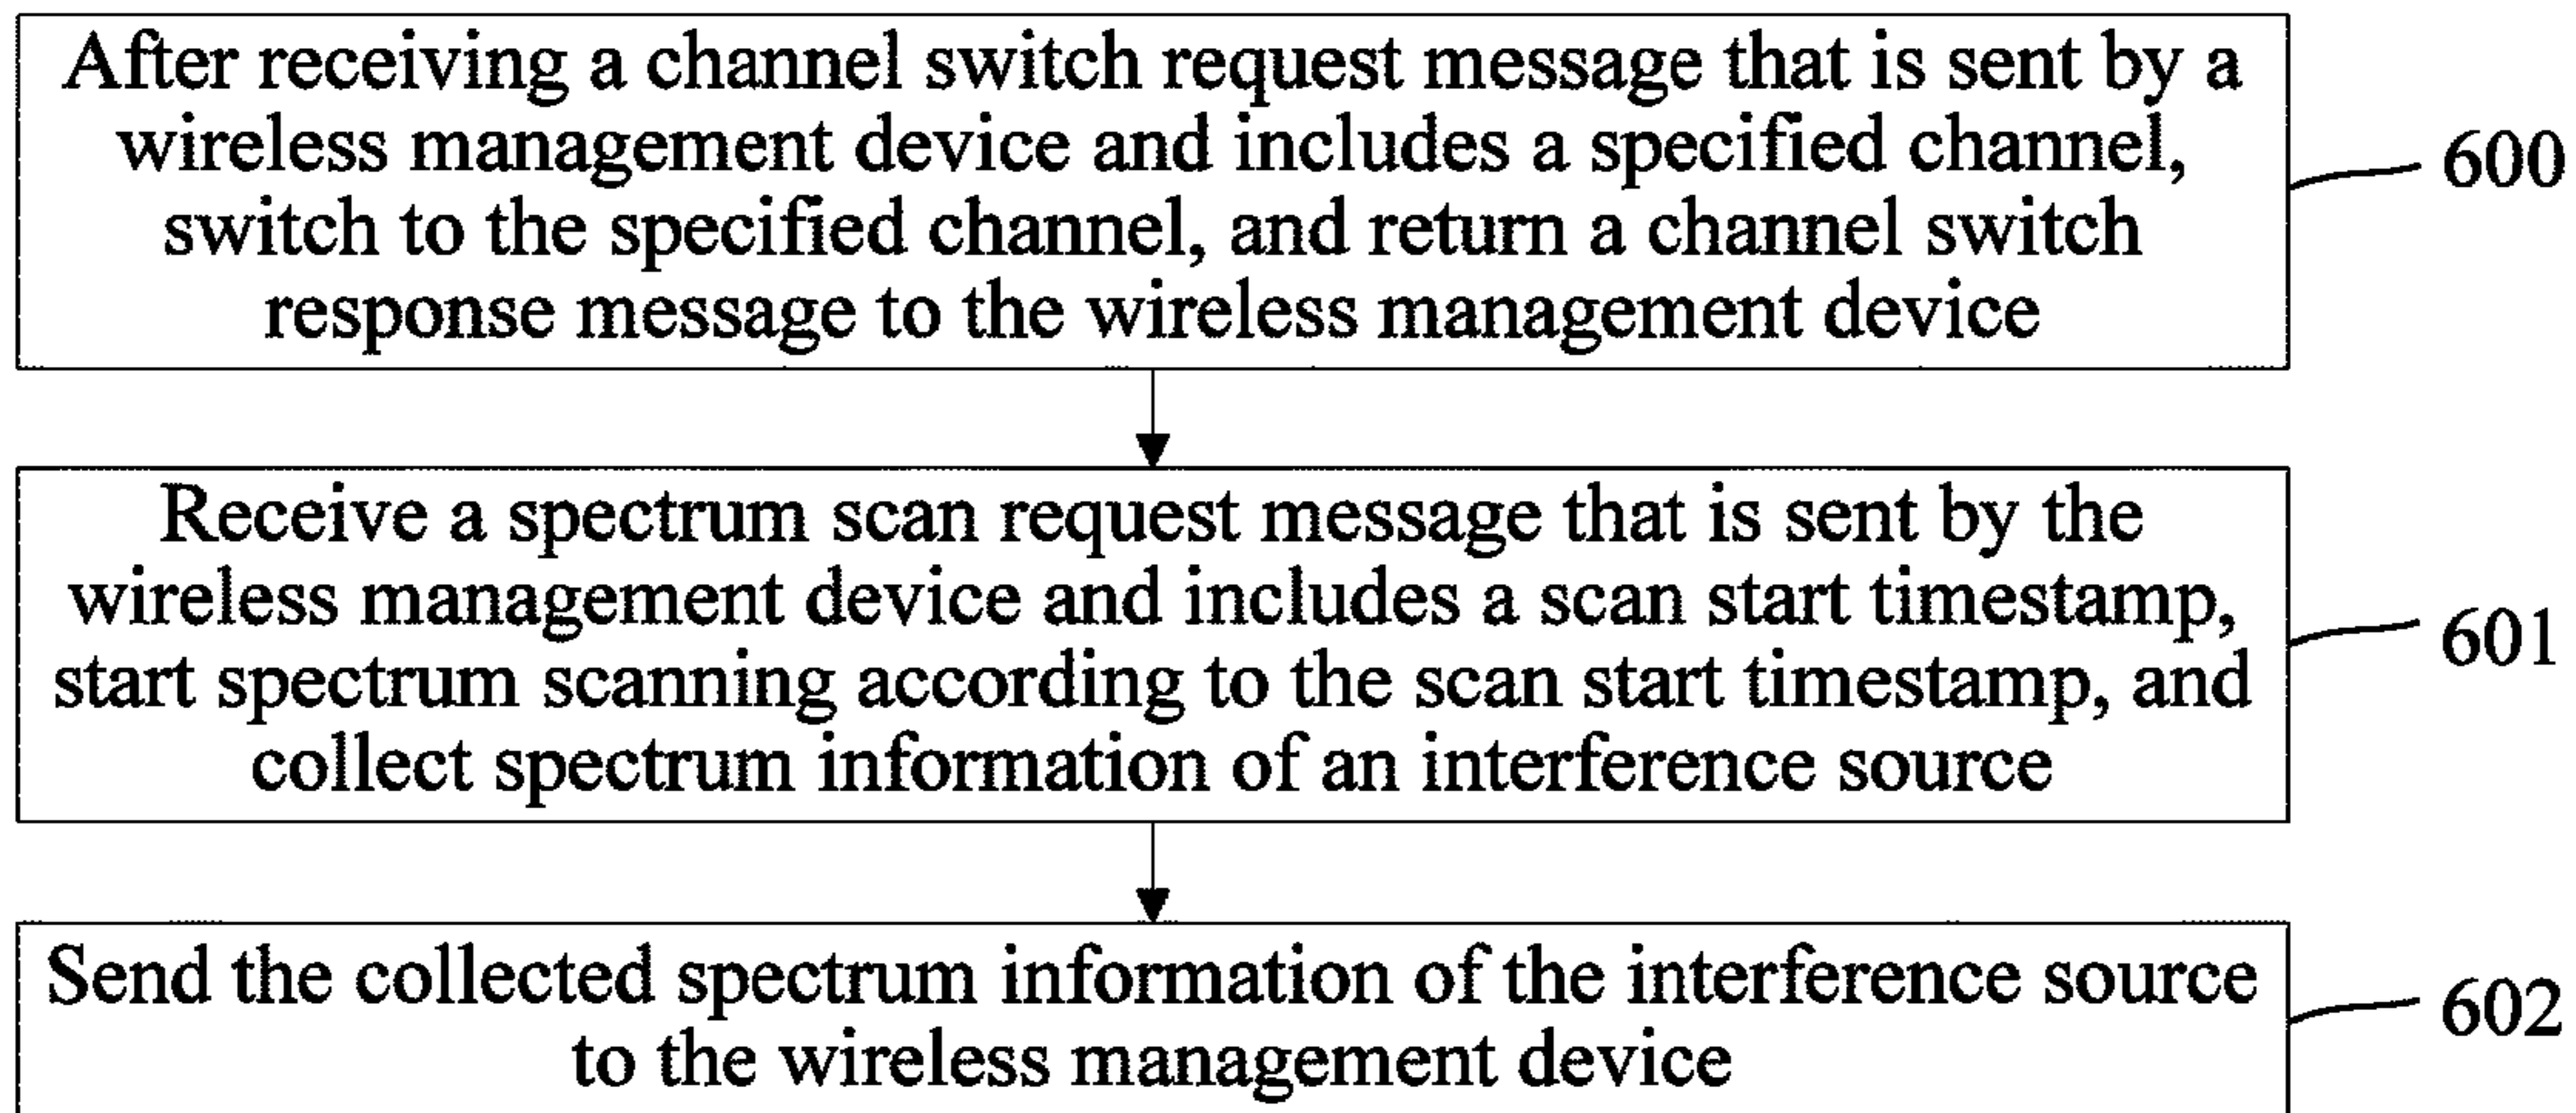 After receiving a channel switch request message that is sent by a
wireless management device and includes a specified channel,
switch to the specified channel, and return a channel switch
response message to the wireless management device
600
Receive a spectrum scan request message that is sent by the
wireless management device and includes a scan start timestamp,
start spectrum scanning according to the scan start timestamp, and
collect spectrum information of an interference source
601
Send the collected spectrum information of the interference source
to the wireless management device
602